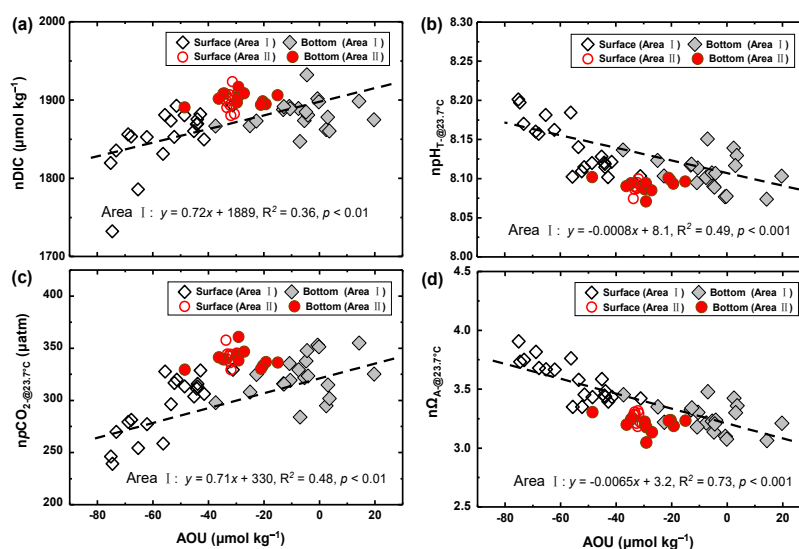 (a)
Surface (Area Ⅰ) Bottom (Area Ⅰ)
Surface (Area Ⅱ) Bottom (Area Ⅱ)
2000
1900
1800
1700
nDIC (μmol kg⁻¹)
Area Ⅰ: y = 0.72x + 1889, R² = 0.36, p < 0.01
(b)
Surface (Area Ⅰ) Bottom (Area Ⅰ)
Surface (Area Ⅱ) Bottom (Area Ⅱ)
8.30
8.20
8.15
8.10
8.05
8.00
npHT-@23.7°C
Area Ⅰ: y = -0.0008x + 8.1, R² = 0.49, p < 0.001
(c)
Surface (Area Ⅰ) Bottom (Area Ⅰ)
Surface (Area Ⅱ) Bottom (Area Ⅱ)
400
350
300
250
200
npCO2-@23.7°C (μatm)
Area Ⅰ: y = 0.71x + 330, R² = 0.48, p < 0.01
-80 -60 -40 -20 0 20
AOU (μmol kg⁻¹)
(d)
Surface (Area Ⅰ) Bottom (Area Ⅰ)
Surface (Area Ⅱ) Bottom (Area Ⅱ)
4.5
4.0
3.5
3.0
2.5
nΩA-@23.7°C
Area Ⅰ: y = -0.0065x + 3.2, R² = 0.73, p < 0.001
-80 -60 -40 -20 0 20
AOU (μmol kg⁻¹)